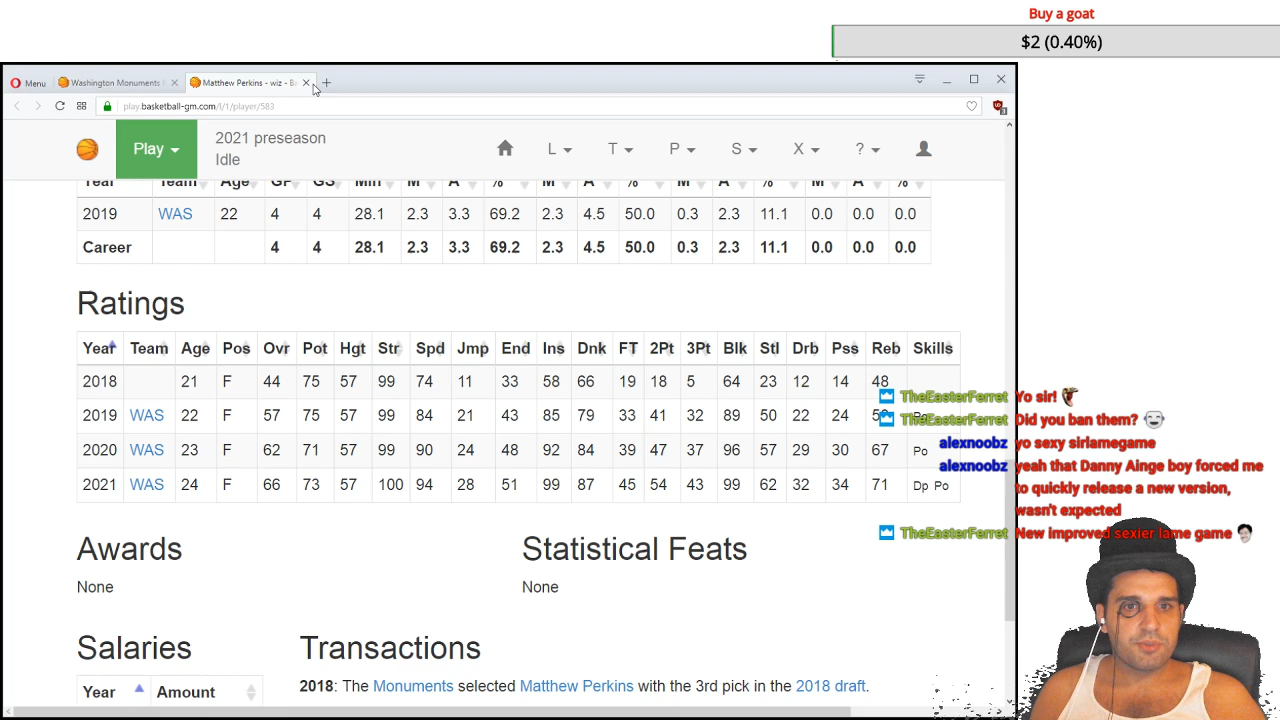 Buy a goat
$2 (0.40%)
Menu
Washington Monuments
Matthew Perkins - wiz - B
play.basketball-gm.com/l/1/player/583
Play
2021 preseason
Idle
L T P S X ?
Year Team Age GP GS Min M A % M A % M A % M A %
2019 WAS 22 4 4 28.1 2.3 3.3 69.2 2.3 4.5 50.0 0.3 2.3 11.1 0.0 0.0 0.0
Career 4 4 28.1 2.3 3.3 69.2 2.3 4.5 50.0 0.3 2.3 11.1 0.0 0.0 0.0
Ratings
Year Team Age Pos Ovr Pot Hgt Str Spd Jmp End Ins Dnk FT 2Pt 3Pt Blk Stl Drb Pss Reb Skills
2018 21 F 44 75 57 99 74 11 33 58 66 19 18 5 64 23 12 14 48
2019 WAS 22 F 57 75 57 99 84 21 43 85 79 33 41 32 89 50 22 24
2020 WAS 23 F 62 71 57 99 90 24 48 92 84 39 47 37 96 57 29 30 67 Po
2021 WAS 24 F 66 73 57 100 94 28 51 99 87 45 54 43 99 62 32 34 71 Dp Po
TheEasterFerret Yo sir!
TheEasterFerret Did you ban them?
alexnoobz yo sexy sirlamegame
alexnoobz yeah that Danny Ainge boy forced me
to quickly release a new version,
wasn't expected
TheEasterFerret New improved sexier lame game
Awards
None
Statistical Feats
None
Salaries
Year Amount
Transactions
2018: The Monuments selected Matthew Perkins with the 3rd pick in the 2018 draft.